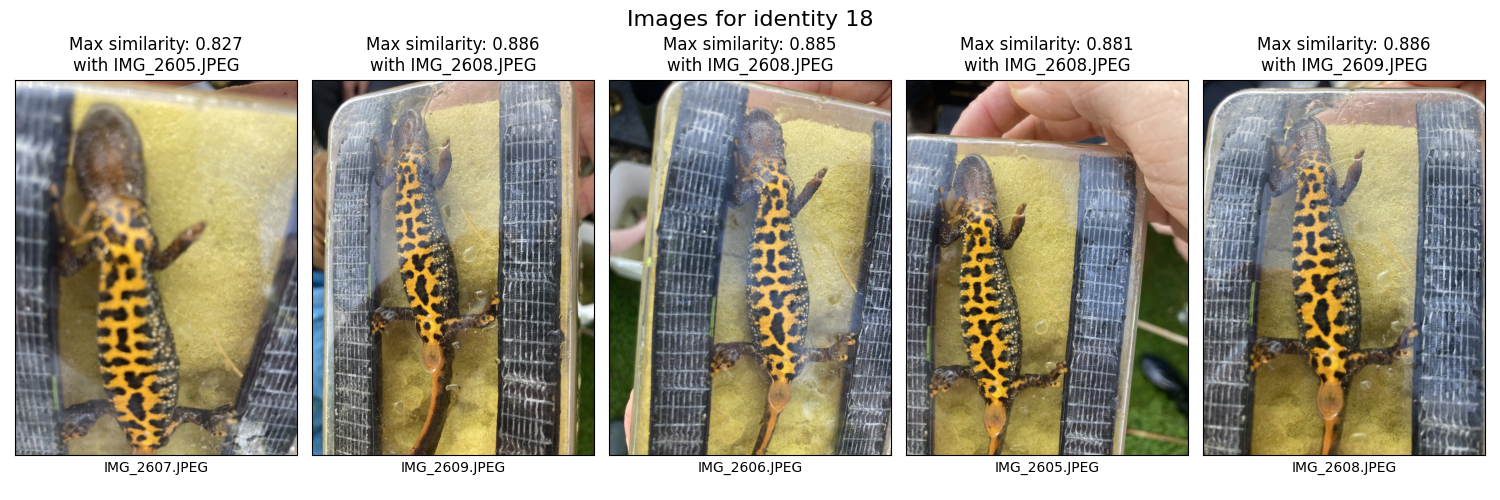 Images for identity 18
Max similarity: 0.827
with IMG_2605.JPEG
Max similarity: 0.886
with IMG_2608.JPEG
Max similarity: 0.885
with IMG_2608.JPEG
Max similarity: 0.881
with IMG_2608.JPEG
Max similarity: 0.886
with IMG_2609.JPEG
IMG_2607.JPEG
IMG_2609.JPEG
IMG_2606.JPEG
IMG_2605.JPEG
IMG_2608.JPEG